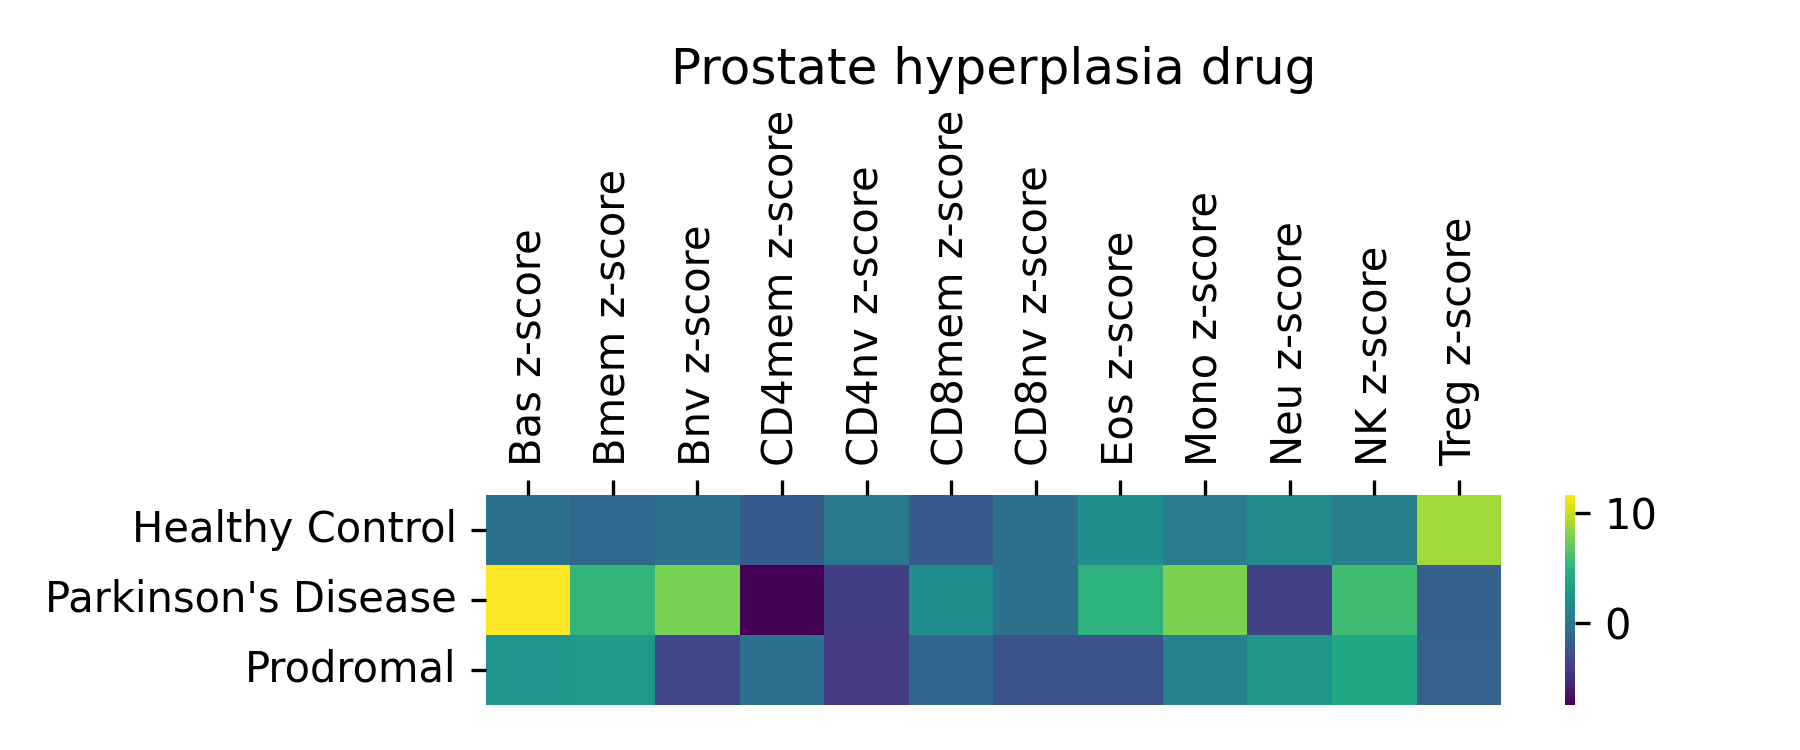 Prostate hyperplasia drug
Bas z-score
Bmem z-score
Bnv z-score
CD4mem z-score
CD4nv z-score
CD8mem z-score
CD8nv z-score
Eos z-score
Mono z-score
Neu z-score
NK z-score
Treg z-score
Healthy Control
Parkinson's Disease
Prodromal
10
0